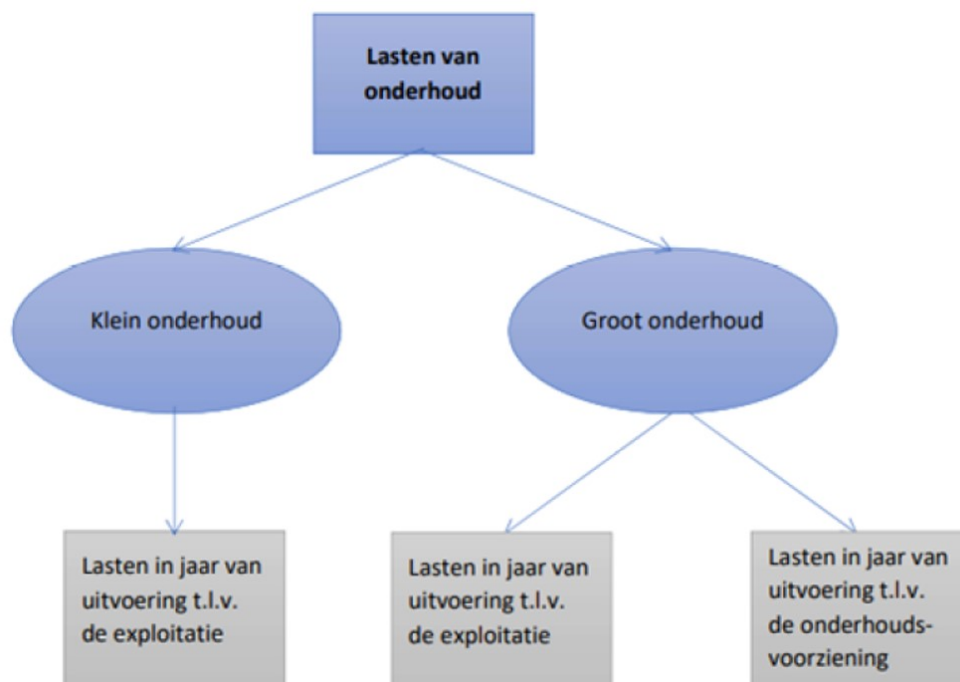 Lasten van
onderhoud
Klein onderhoud
Groot onderhoud
Lasten in jaar van
uitvoering t.l.v.
de exploitatie
Lasten in jaar van
uitvoering t.l.v.
de exploitatie
Lasten in jaar van
uitvoering t.l.v.
de onderhouds-
voorziening